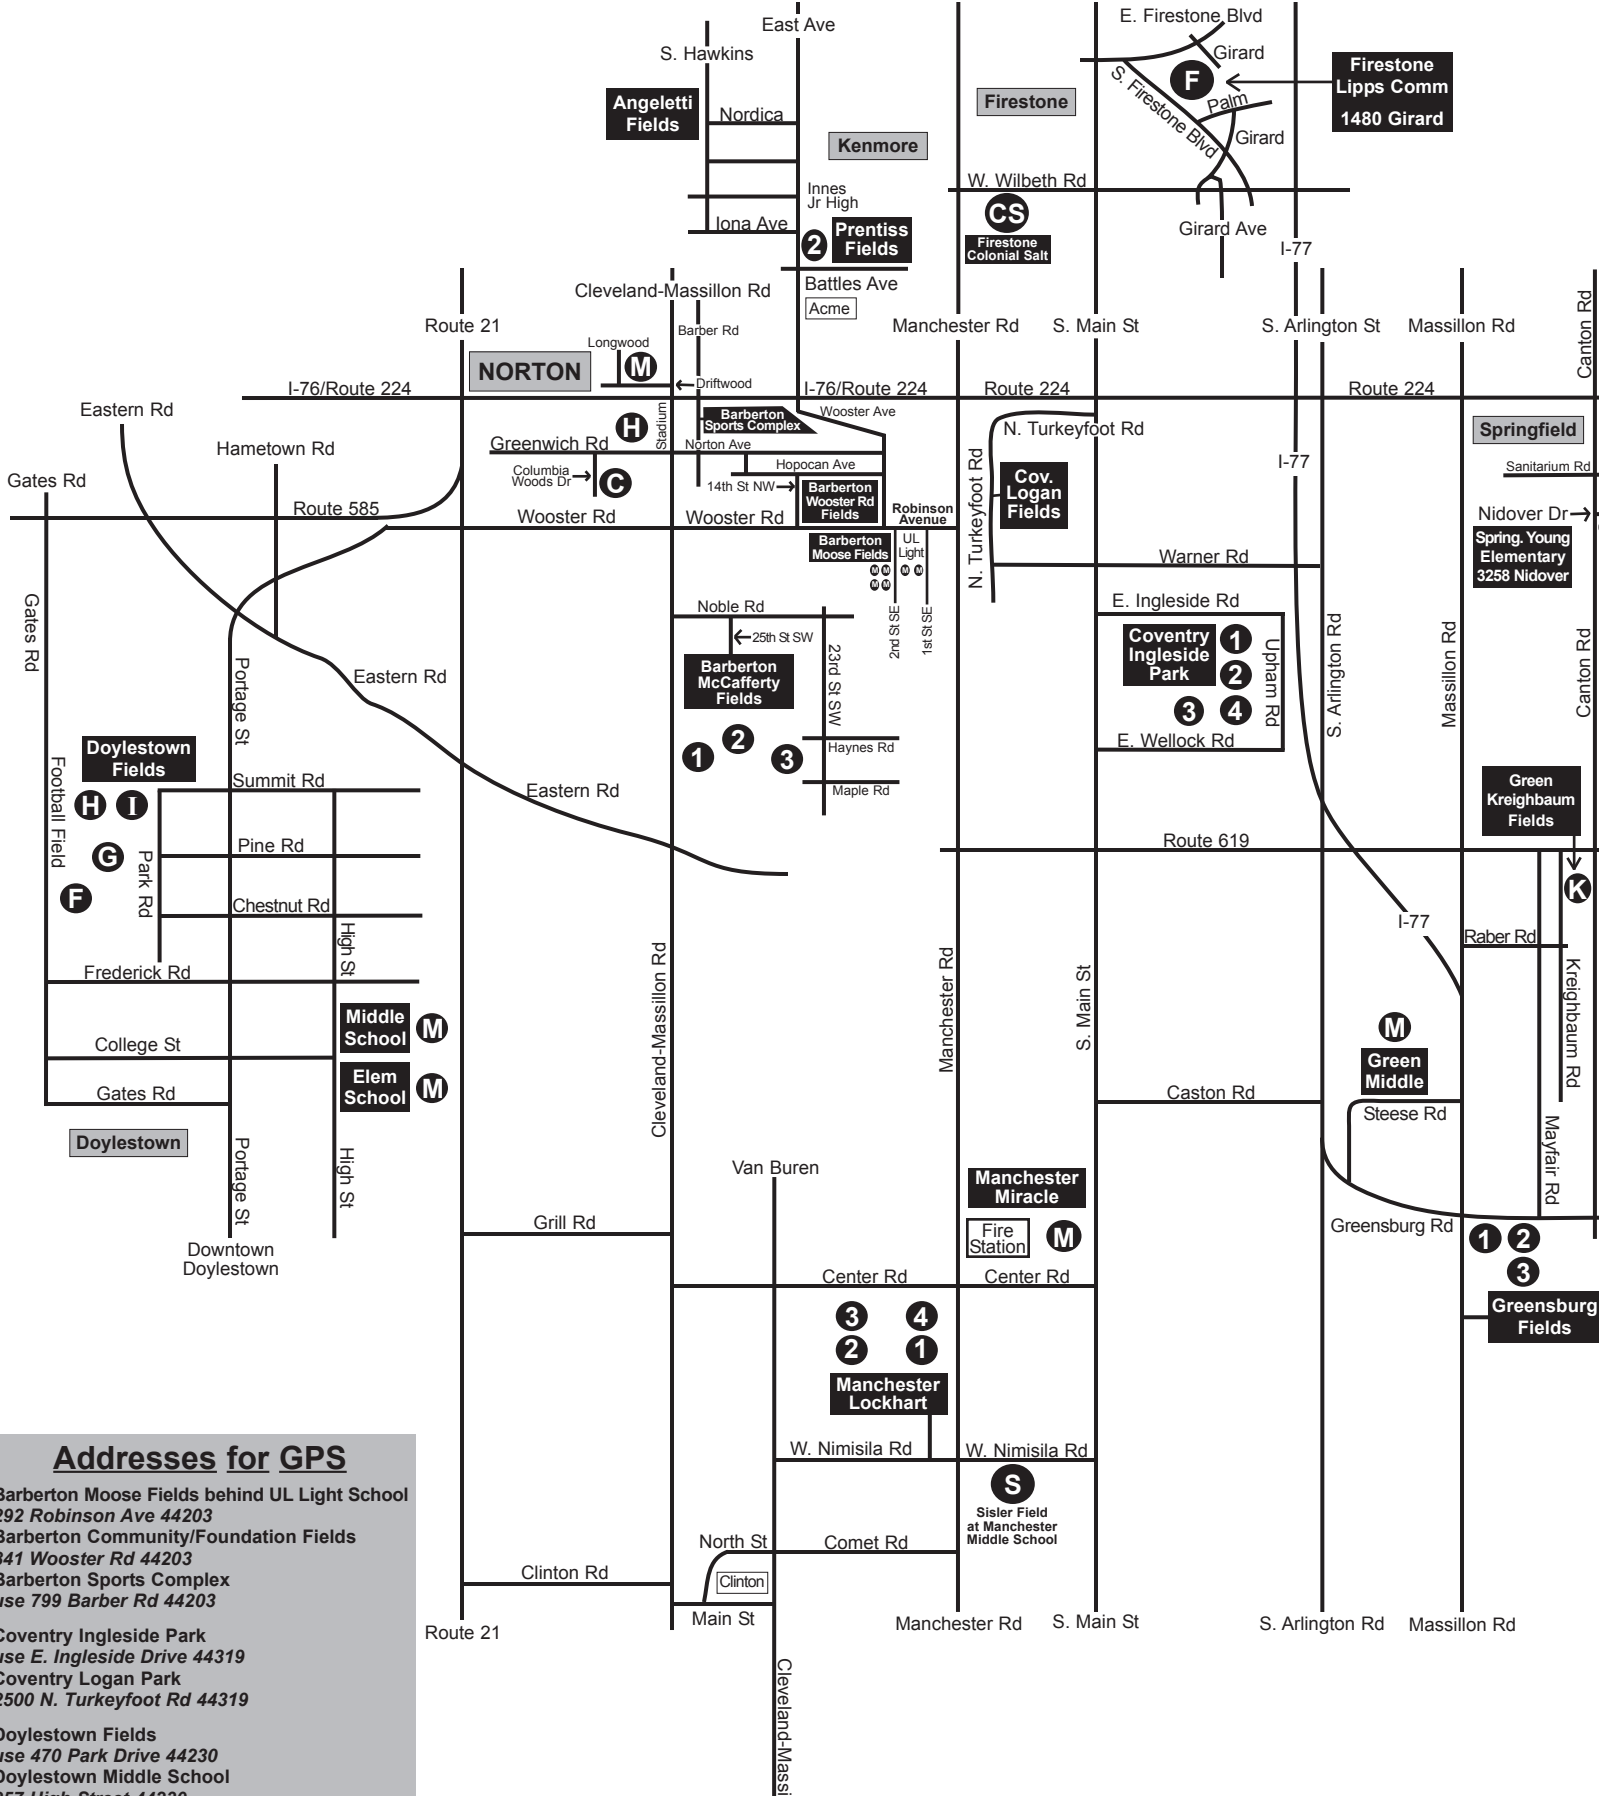 East Ave
E. Firestone Blvd
S. Hawkins
Girard
Firestone
Lipps Comm
1480 Girard
F
S. Firestone Blvd
Palm
Girard
Angeletti
Fields
Nordica
Firestone
Kenmore
Innes
Jr High
W. Wilbeth Rd
CS
Firestone
Colonial Salt
Iona Ave
2
Prentiss
Fields
Girard Ave
I-77
Battles Ave
Acme
Cleveland-Massillon Rd
Route 21
Barber Rd
Manchester Rd
S. Main St
S. Arlington St
Massillon Rd
Canton Rd
Longwood
M
NORTON
Driftwood
I-76/Route 224
I-76/Route 224
Route 224
Route 224
Eastern Rd
Stadium
H
Barberton
Sports Complex
Wooster Ave
N. Turkeyfoot Rd
Springfield
Hametown Rd
Greenwich Rd
Norton Ave
I-77
Columbia
Woods Dr
C
Hopocan Ave
14th St NW
Barberton
Wooster Rd
Fields
N. Turkeyfoot Rd
Cov.
Logan
Fields
Sanitarium Rd
Gates Rd
Route 585
Wooster Rd
Wooster Rd
Robinson
Avenue
Nidover Dr
Spring. Young
Elementary
3258 Nidover
Barberton
Moose Fields
UL
Light
M M M M
M M
Warner Rd
Gates Rd
Noble Rd
2nd St SE
1st St SE
E. Ingleside Rd
25th St SW
Coventry
Ingleside
Park
1
2
3 4
Upham Rd
S. Arlington Rd
Massillon Rd
Canton Rd
Portage St
Eastern Rd
Barberton
McCafferty
Fields
23rd St SW
1 2 3
Haynes Rd
E. Wellock Rd
Doylestown
Fields
Football Field
Summit Rd
H I
Eastern Rd
Maple Rd
Green
Kreighbaum
Fields
G
Park Rd
Pine Rd
Route 619
F
Chestnut Rd
K
High St
I-77
Raber Rd
Frederick Rd
Cleveland-Massillon Rd
Manchester Rd
S. Main St
Kreighbaum Rd
Middle
School
M
M
Green
Middle
College St
Elem
School
M
Gates Rd
Caston Rd
Steese Rd
Doylestown
Portage St
High St
Mayfair Rd
Van Buren
Manchester
Miracle
Fire
Station
M
Grill Rd
Greensburg Rd
1 2
3
Downtown
Doylestown
Center Rd
Center Rd
Greensburg
Fields
3 4
2 1
Manchester
Lockhart
W. Nimisila Rd
W. Nimisila Rd
S
Sisler Field
at Manchester
Middle School
North St
Comet Rd
Clinton Rd
Clinton
Main St
Route 21
Manchester Rd
S. Main St
S. Arlington Rd
Massillon Rd
Cleveland-Massi
Addresses for GPS
Barberton Moose Fields behind UL Light School
292 Robinson Ave 44203
Barberton Community/Foundation Fields
841 Wooster Rd 44203
Barberton Sports Complex
use 799 Barber Rd 44203
Coventry Ingleside Park
use E. Ingleside Drive 44319
Coventry Logan Park
2500 N. Turkeyfoot Rd 44319
Doylestown Fields
use 470 Park Drive 44230
Doylestown Middle School